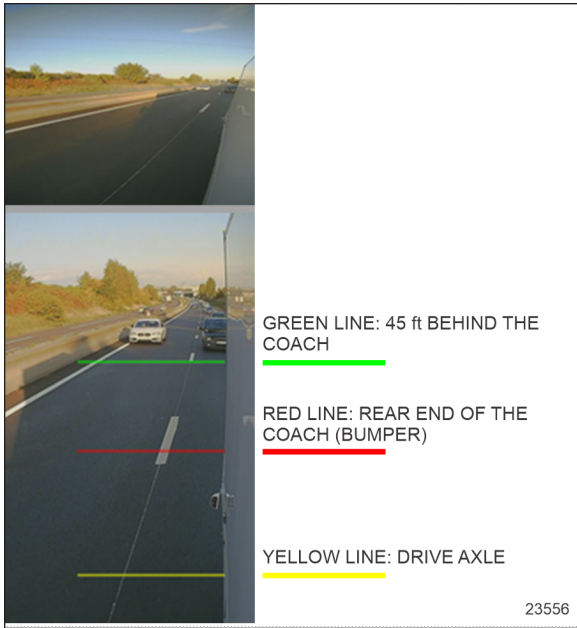 GREEN LINE: 45 ft BEHIND THE
COACH
RED LINE: REAR END OF THE
COACH (BUMPER)
YELLOW LINE: DRIVE AXLE
23556